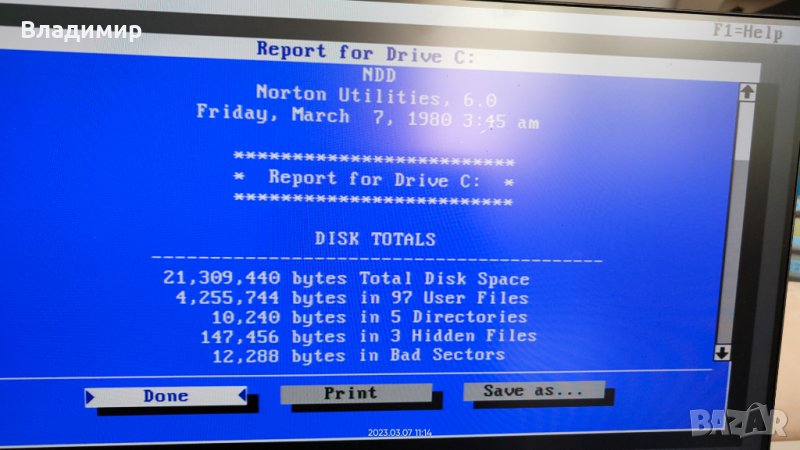 Владимир
F1=Help
Report for Drive C:
NDD
Norton Utilities, 6.0
Friday, March 7, 1980 3:45 am
*************************
* Report for Drive C: *
*************************
DISK TOTALS
--------------------------------------------------
21,309,440 bytes Total Disk Space
4,255,744 bytes in 97 User Files
10,240 bytes in 5 Directories
147,456 bytes in 3 Hidden Files
12,288 bytes in Bad Sectors
Done
Print
Save as...
2023.03.07 11:14
BAZAR